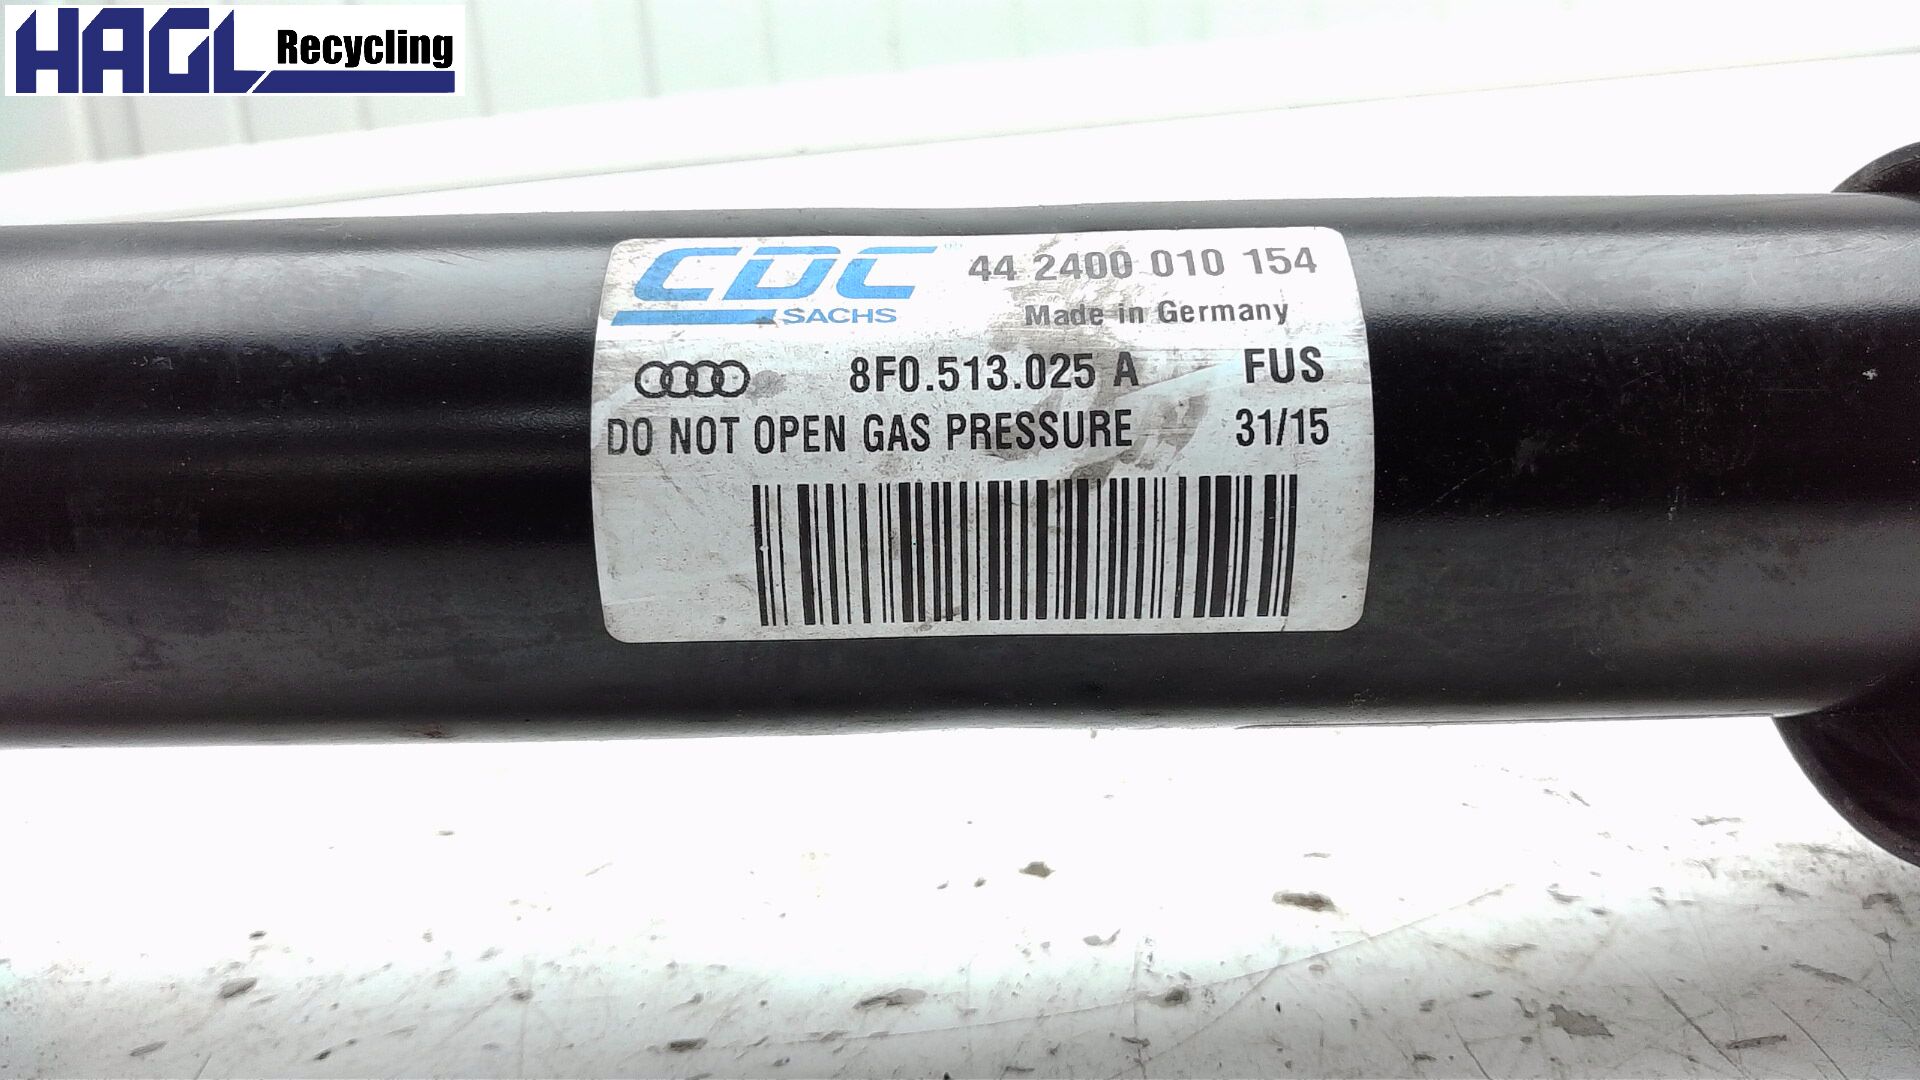 HAGL Recycling
CDC® 44 2400 010 154
SACHS Made in Germany
8F0.513.025 A FUS
DO NOT OPEN GAS PRESSURE 31/15